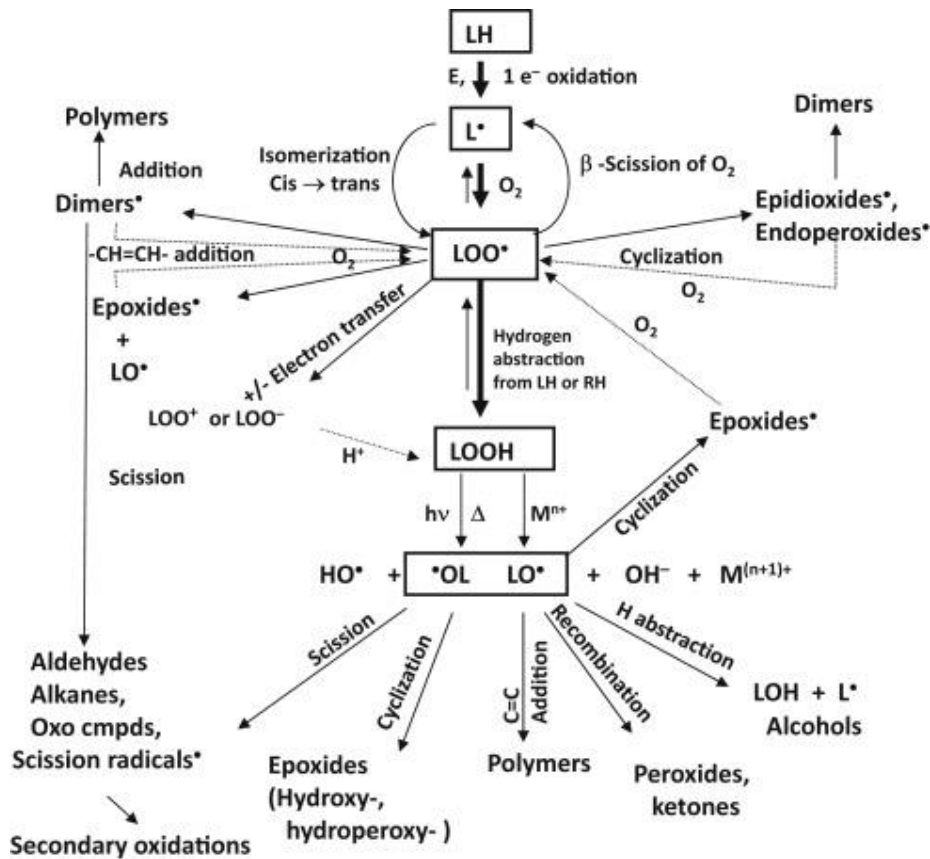 LH
E, 1 e⁻ oxidation
L•
Polymers
Dimers
Isomerization
Cis → trans
β -Scission of O₂
O₂
Addition
Dimers•
Epidioxides•,
Endoperoxides•
-CH=CH- addition
O₂
LOO•
Cyclization
O₂
Epoxides•
+
LO•
+/- Electron transfer
Hydrogen
abstraction
from LH or RH
O₂
LOO⁺ or LOO⁻
Epoxides•
H⁺
LOOH
Scission
hν Δ Mⁿ⁺
Cyclization
HO• + •OL LO• + OH⁻ + M⁽ⁿ⁺¹⁾⁺
Scission
Cyclization
C=C
Addition
Recombination
H abstraction
Aldehydes
Alkanes,
Oxo cmpds,
Scission radicals•
LOH + L•
Alcohols
Epoxides
(Hydroxy-,
hydroperoxy- )
Polymers
Peroxides,
ketones
Secondary oxidations